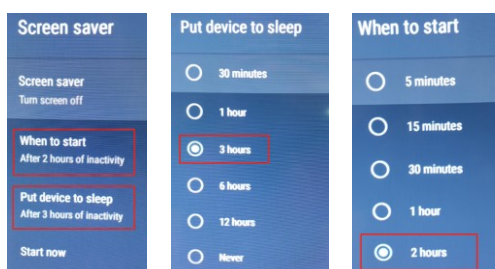 Screen saver
Screen saver
Turn screen off
When to start
After 2 hours of inactivity
Put device to sleep
After 3 hours of inactivity
Start now
Put device to sleep
30 minutes
1 hour
3 hours
6 hours
12 hours
Never
When to start
5 minutes
15 minutes
30 minutes
1 hour
2 hours